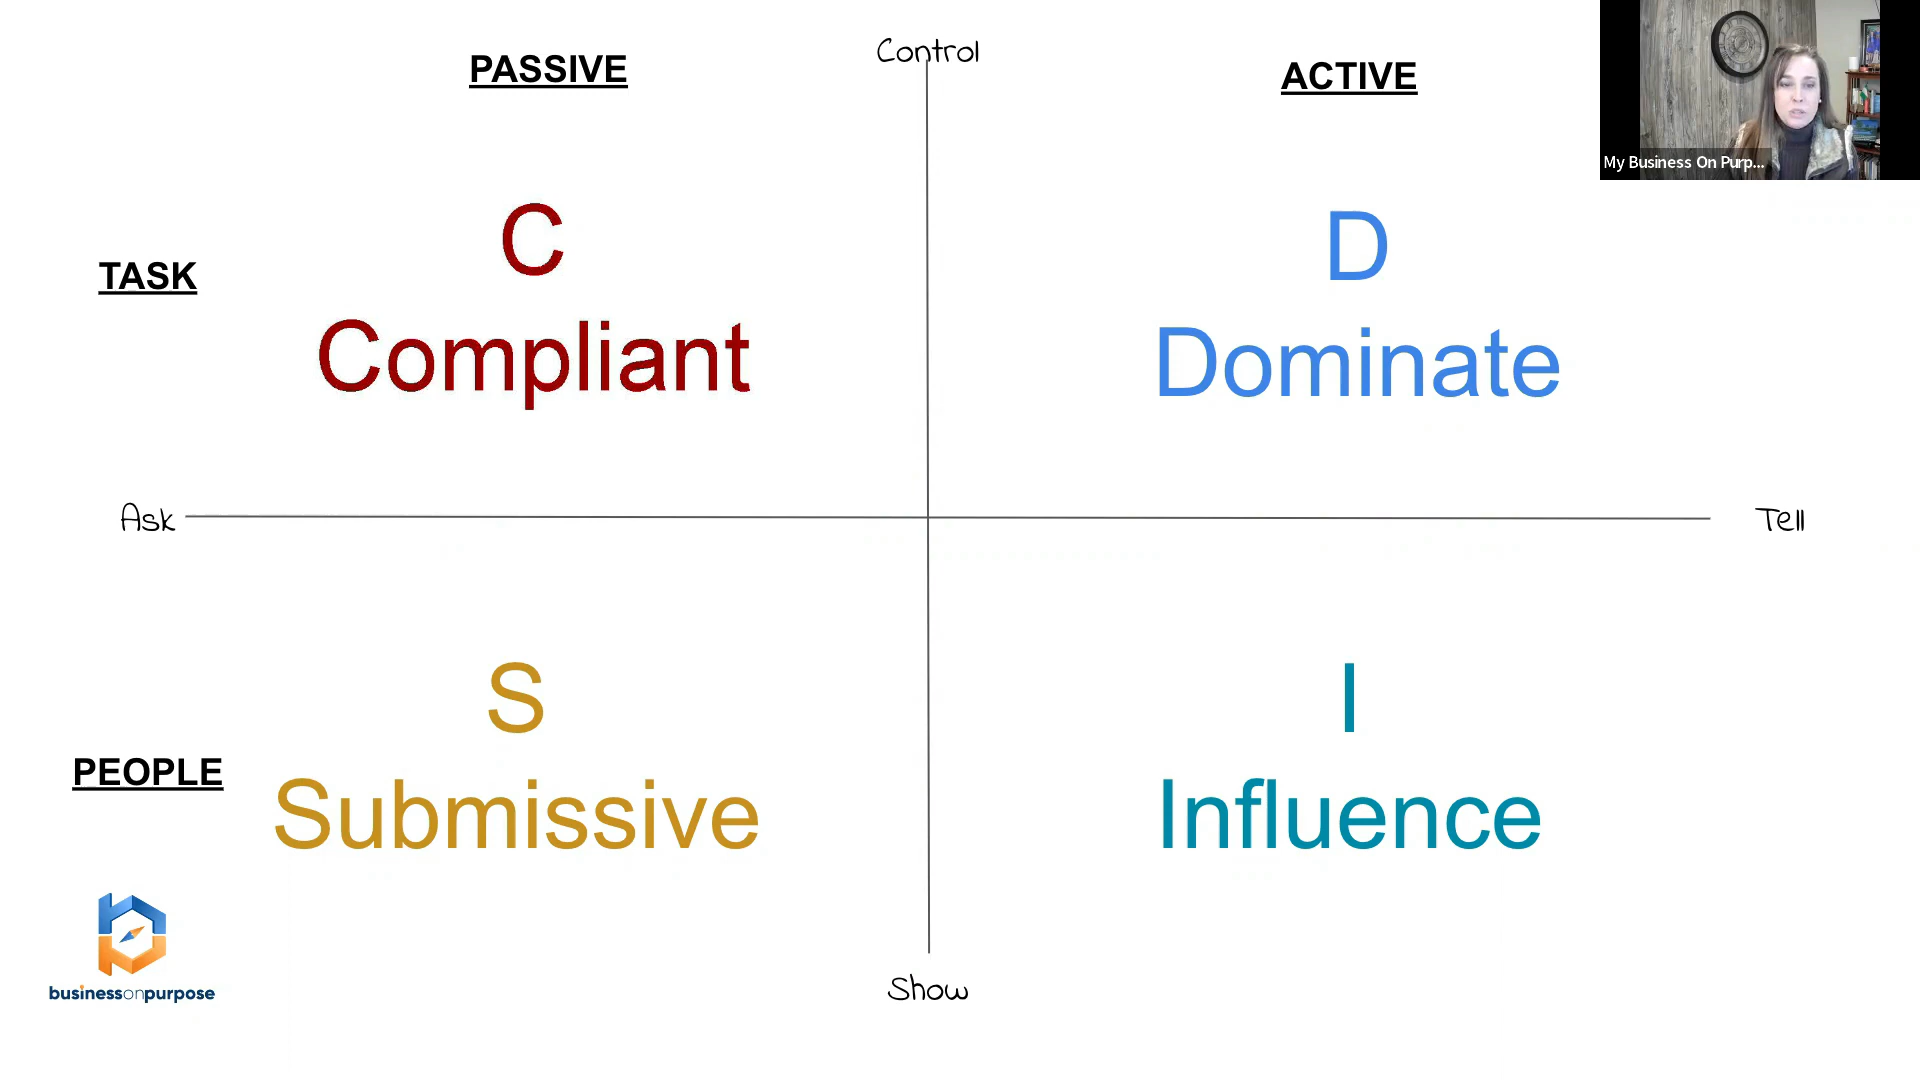 Control
PASSIVE
ACTIVE
My Business On Purp...
C
D
TASK
Compliant
Dominate
Ask
Tell
S
I
PEOPLE
Submissive
Influence
businessonpurpose
Show